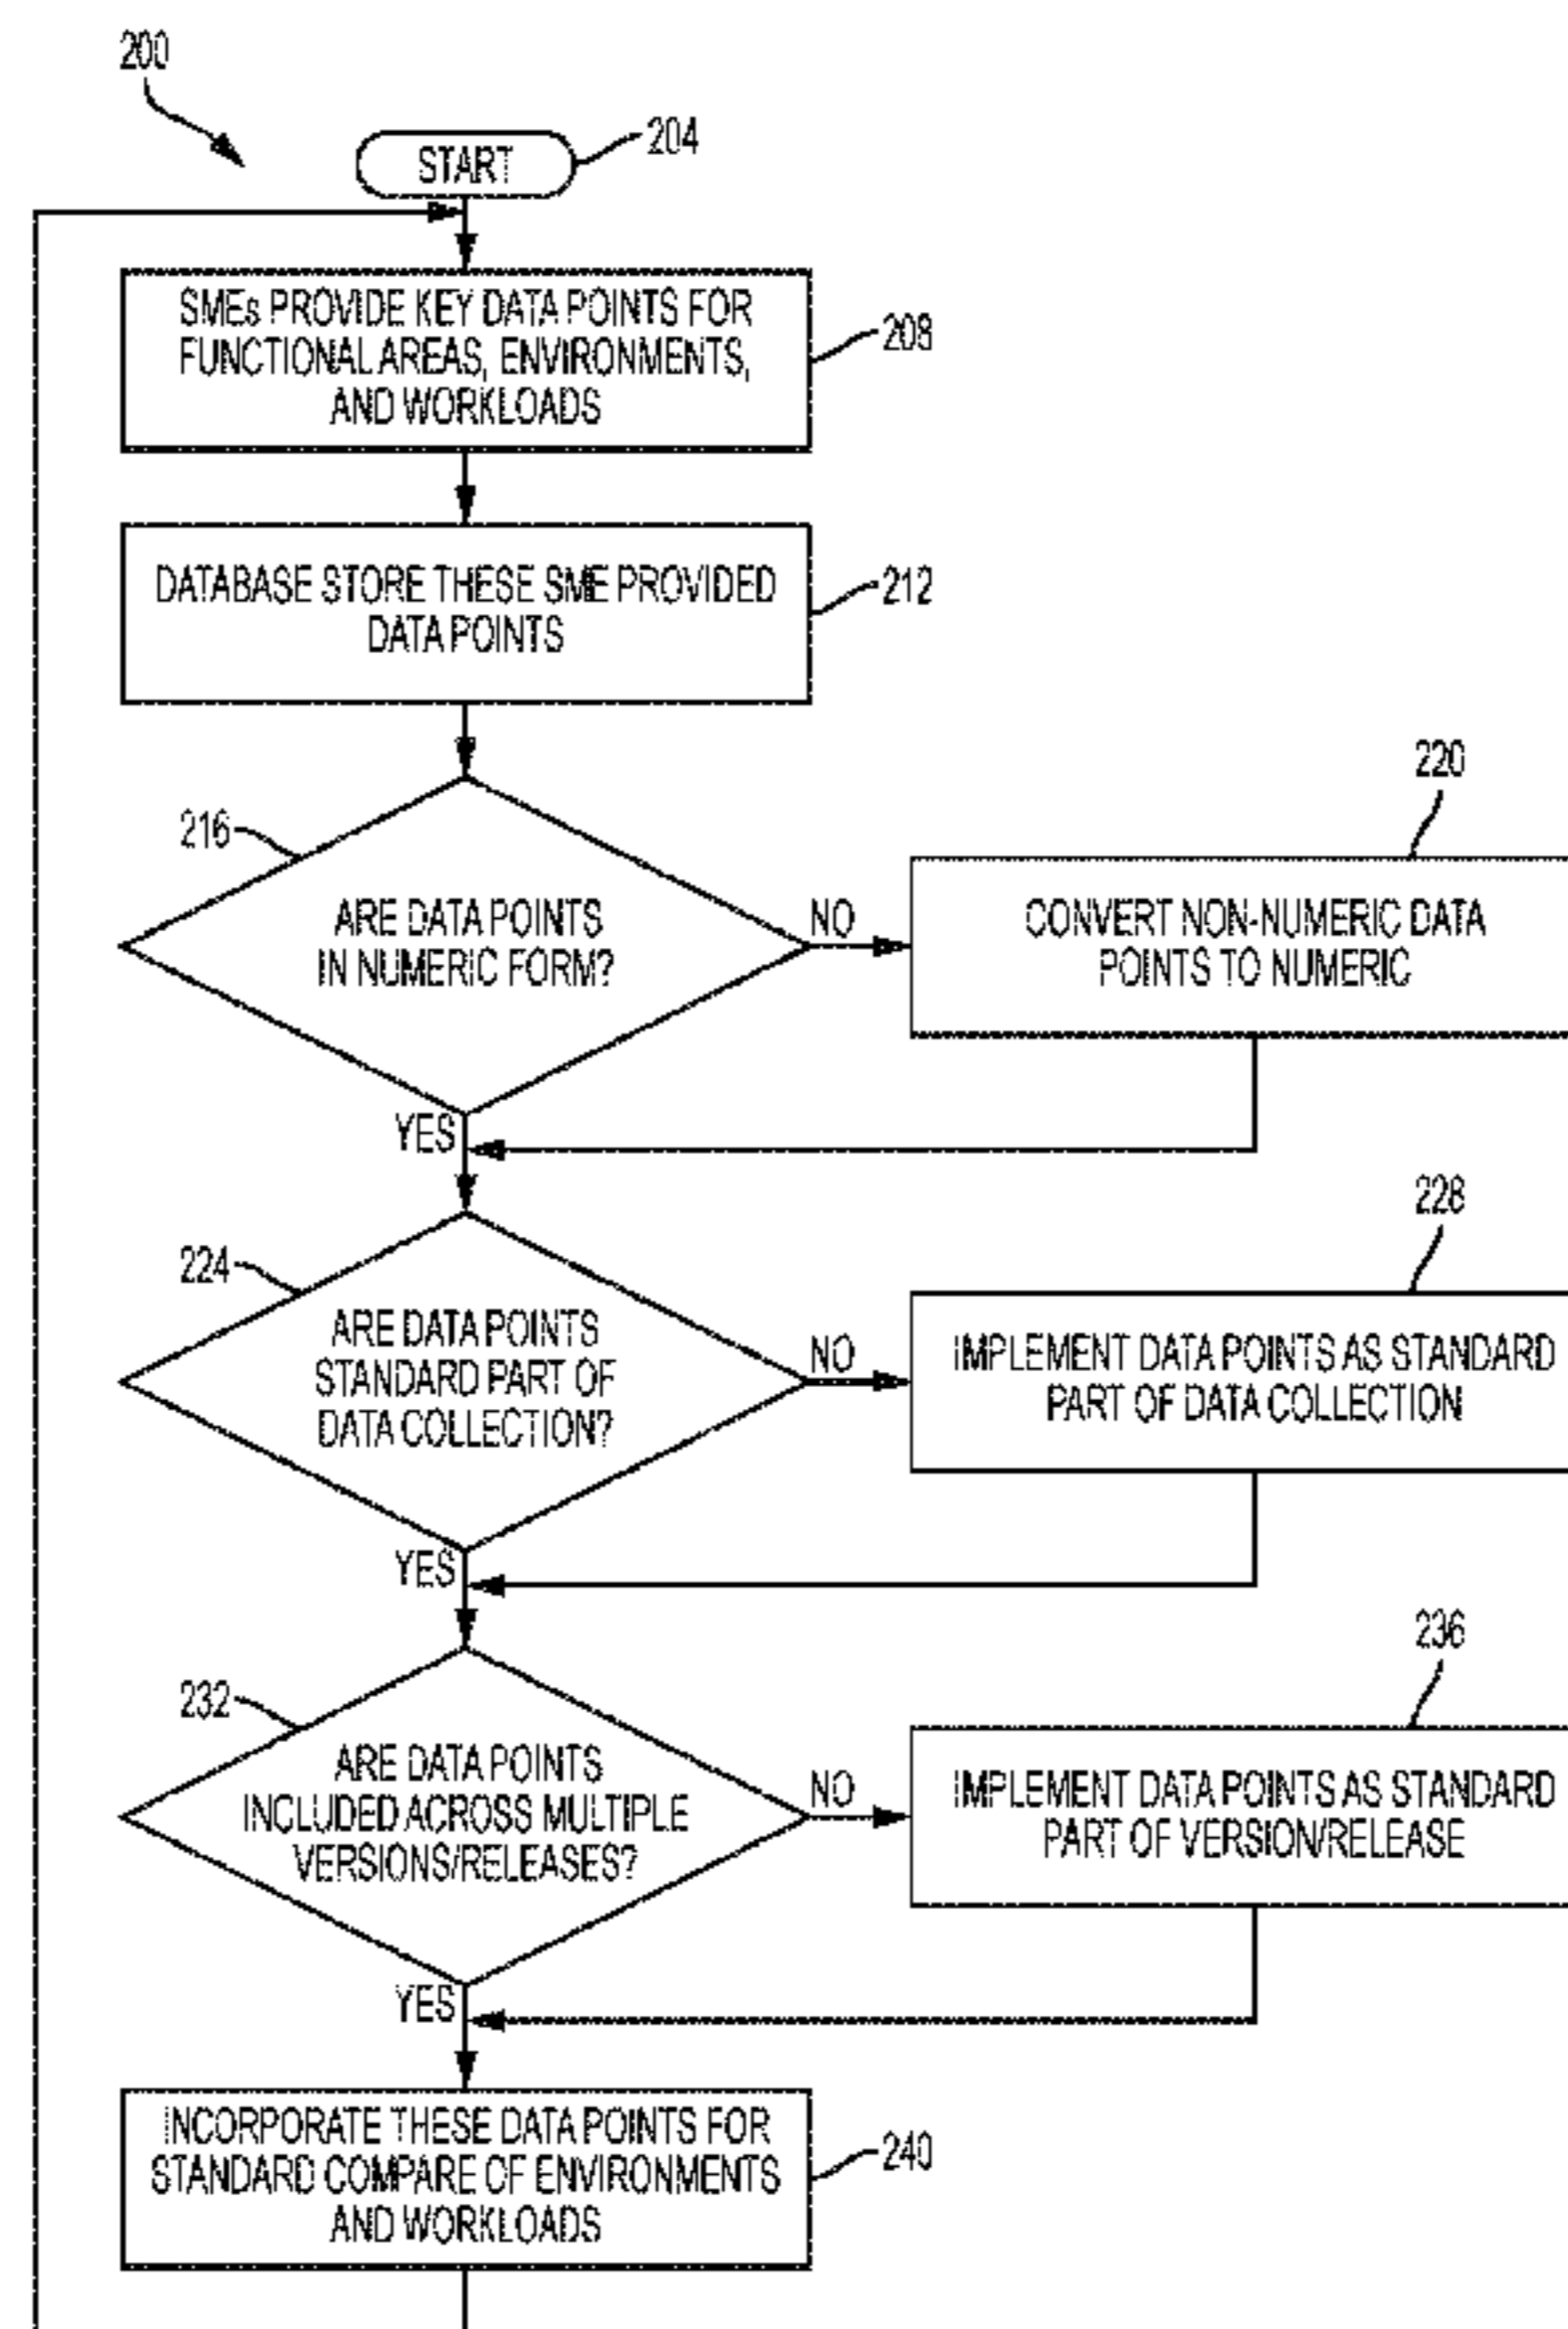 200
START
204
SMEs PROVIDE KEY DATA POINTS FOR
FUNCTIONAL AREAS, ENVIRONMENTS,
AND WORKLOADS
208
DATABASE STORE THESE SME PROVIDED
DATA POINTS
212
216
ARE DATA POINTS
IN NUMERIC FORM?
NO
220
CONVERT NON-NUMERIC DATA
POINTS TO NUMERIC
YES
224
ARE DATA POINTS
STANDARD PART OF
DATA COLLECTION?
NO
228
IMPLEMENT DATA POINTS AS STANDARD
PART OF DATA COLLECTION
YES
232
ARE DATA POINTS
INCLUDED ACROSS MULTIPLE
VERSIONS/RELEASES?
NO
236
IMPLEMENT DATA POINTS AS STANDARD
PART OF VERSION/RELEASE
YES
INCORPORATE THESE DATA POINTS FOR
STANDARD COMPARE OF ENVIRONMENTS
AND WORKLOADS
240